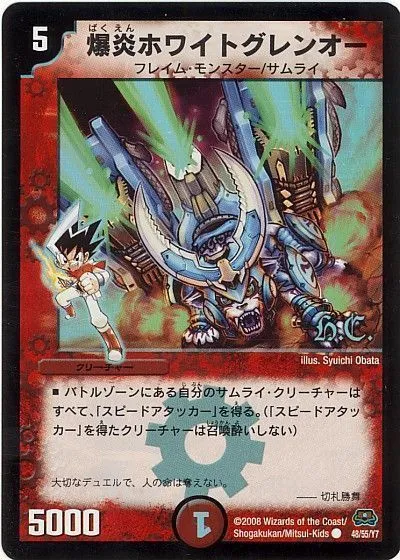 5
ばくえん
爆炎ホワイトグレンオー
フレイム・モンスター/サムライ
H.C.
illus. Syuichi Obata
クリーチャー
■ バトルゾーンにある自分のサムライ・クリーチャーは
すべて、「スピードアタッカー」を得る。(「スピードアタッ
カー」を得たクリーチャーは召喚酔いしない)
大切なデュエルで、人の命は奪えない。
—— 切札勝舞
5000
1
©2008 Wizards of the Coast/
Shogakukan/Mitsui-Kids ● 48/55/Y7